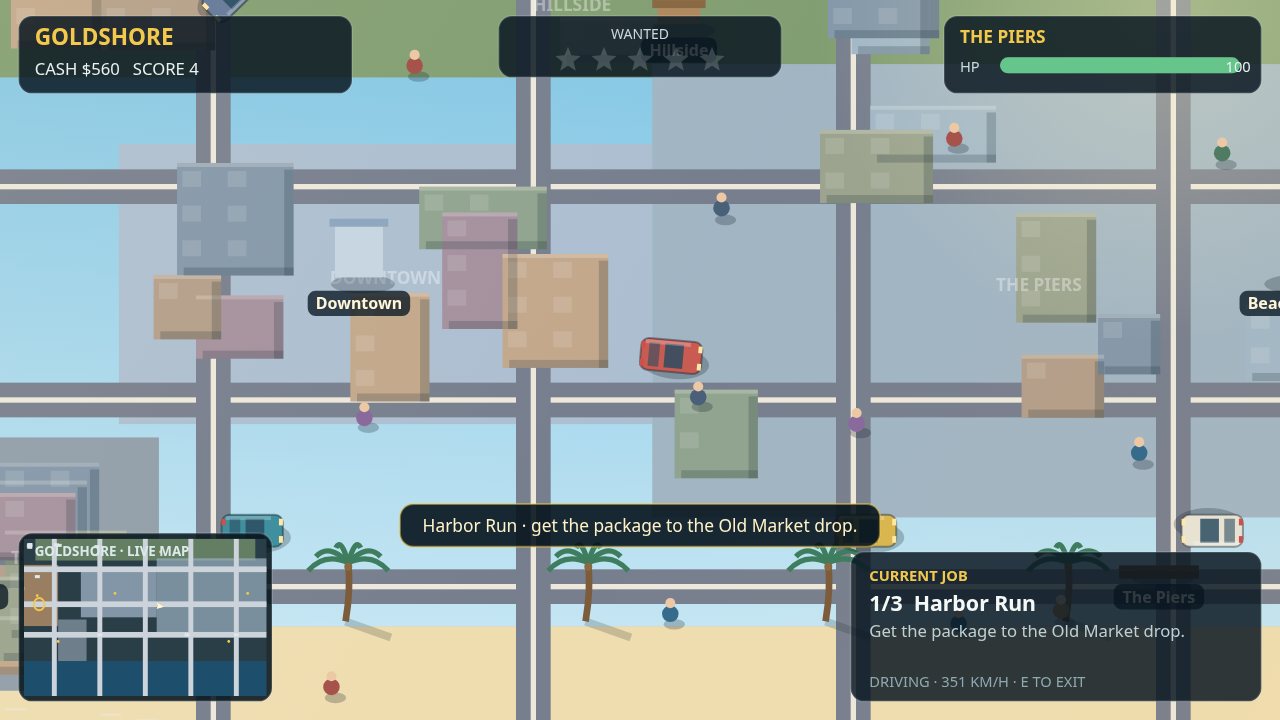 HILLSIDE
GOLDSHORE
CASH $560 SCORE 4
WANTED
Hillside
THE PIERS
HP 100
DOWNTOWN
Downtown
THE PIERS
Harbor Run · get the package to the Old Market drop.
GOLDSHORE · LIVE MAP
CURRENT JOB
1/3 Harbor Run
The Piers
Get the package to the Old Market drop.
DRIVING · 351 KM/H · E TO EXIT